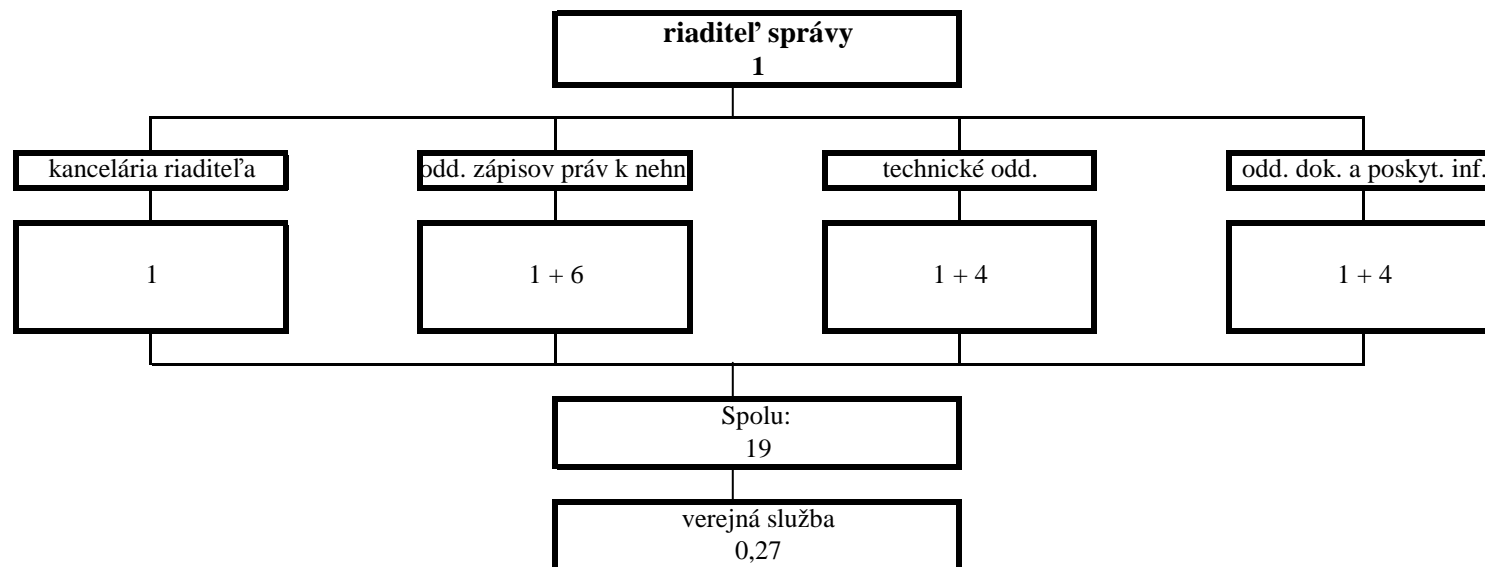 riaditeľ správy
1
kancelária riaditeľa
odd. zápisov práv k nehn
technické odd.
odd. dok. a poskyt. inf.
1
1 + 6
1 + 4
1 + 4
Spolu:
19
verejná služba
0,27